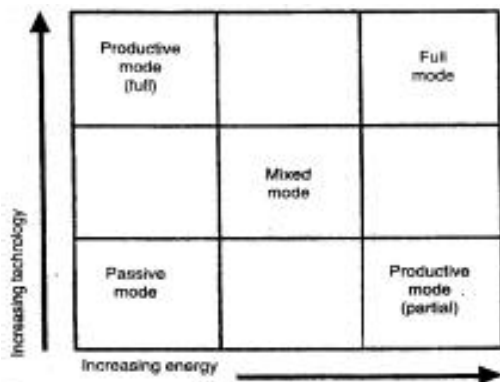 Productive
mode
(full)
Full
mode
Mixed
mode
Passive
mode
Productive
mode
(partial)
Increasing technology
Increasing energy